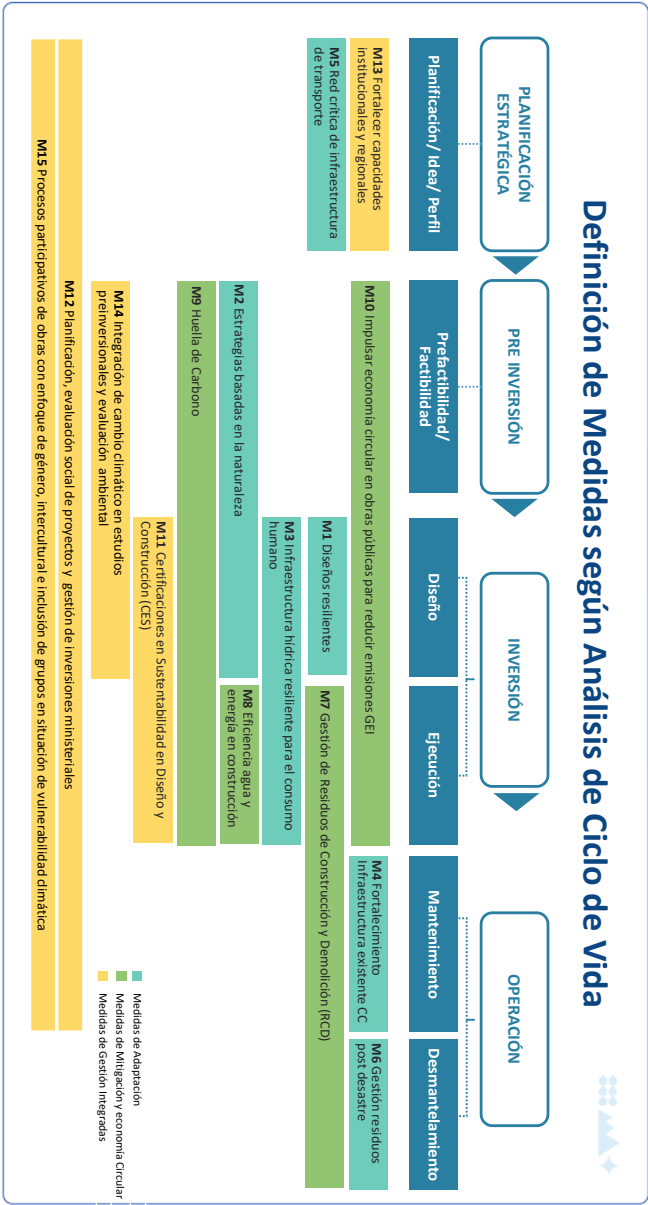 Definición de Medidas según Análisis de Ciclo de Vida
PLANIFICACIÓN
ESTRATÉGICA
PRE INVERSIÓN
INVERSIÓN
OPERACIÓN
Planificación/ Idea/ Perfil
Prefactibilidad/
Factibilidad
Diseño
Ejecución
Mantenimiento
Desmantelamiento
M13 Fortalecer capacidades
institucionales y regionales
M10 Impulsar economía circular en obras públicas para reducir emisiones GEI
M4 Fortalecimiento
Infraestructura existente CC
M6 Gestión residuos
post desastre
M5 Red crítica de infraestructura
de transporte
M1 Diseños resilientes
M7 Gestión de Residuos de Construcción y Demolición (RCD)
M3 Infraestructura hídrica resiliente para el consumo
humano
M2 Estrategias basadas en la naturaleza
M8 Eficiencia agua y
energía en construcción
M9 Huella de Carbono
M11 Certificaciones en Sustentabilidad en Diseño y
Construcción (CES)
M14 Integración de cambio climático en estudios
preinversionales y evaluación ambiental
M12 Planificación, evaluación social de proyectos y gestión de inversiones ministeriales
M15 Procesos participativos de obras con enfoque de género, intercultural e inclusión de grupos en situación de vulnerabilidad climática
Medidas de Adaptación
Medidas de Mitigación y economía Circular
Medidas de Gestión Integradas